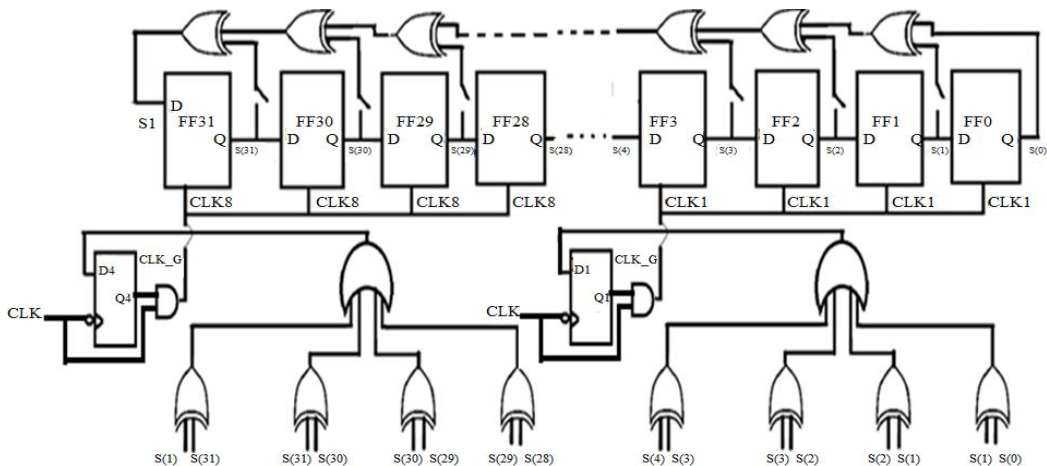 D
S1
FF31
Q
S(31)
FF30
D
Q
S(30)
FF29
D
Q
S(29)
FF28
D
Q
S(28)
S(4)
FF3
D
Q
S(3)
FF2
D
Q
S(2)
FF1
D
Q
S(1)
FF0
D
Q
S(0)
CLK8
CLK8
CLK8
CLK8
CLK1
CLK1
CLK1
CLK1
D4
CLK_G
Q4
CLK
D1
CLK_G
Q1
CLK
S(1) S(31)
S(31) S(30)
S(30) S(29)
S(29) S(28)
S(4) S(3)
S(3) S(2)
S(2) S(1)
S(1) S(0)